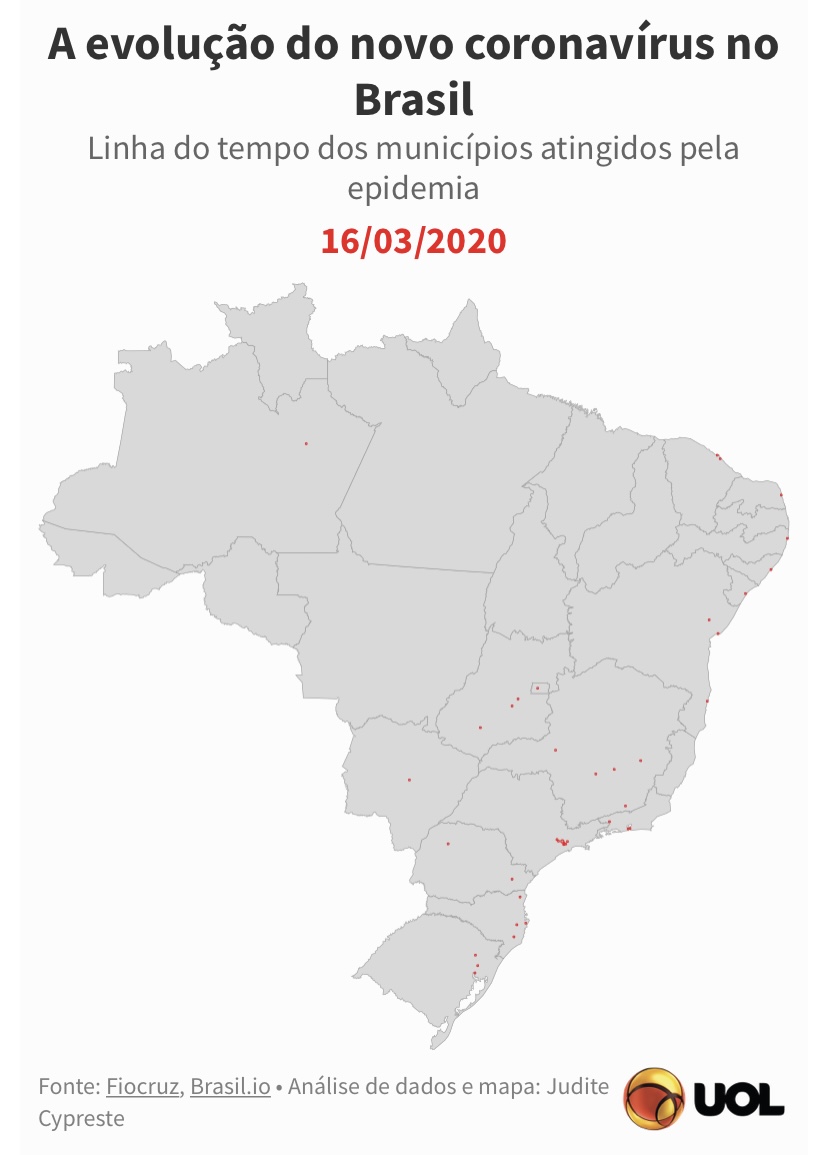 A evolução do novo coronavírus no
Brasil
Linha do tempo dos municípios atingidos pela
epidemia
16/03/2020
Fonte: Fiocruz, Brasil.io • Análise de dados e mapa: Judite
Cypreste
UOL